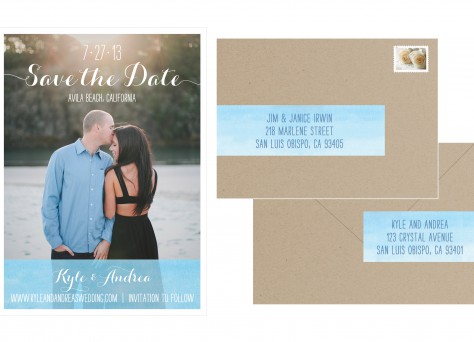 7-27-13
Save the Date
AVILA BEACH, CALIFORNIA
Kyle & Andrea
WWW.KYLEANDANDREAWEDDING.COM | INVITATION TO FOLLOW
JIM & JANICE IRWIN
218 MARLENE STREET
SAN LUIS OBISPO, CA 93405
KYLE AND ANDREA
123 CRYSTAL AVENUE
SAN LUIS OBISPO, CA 93401